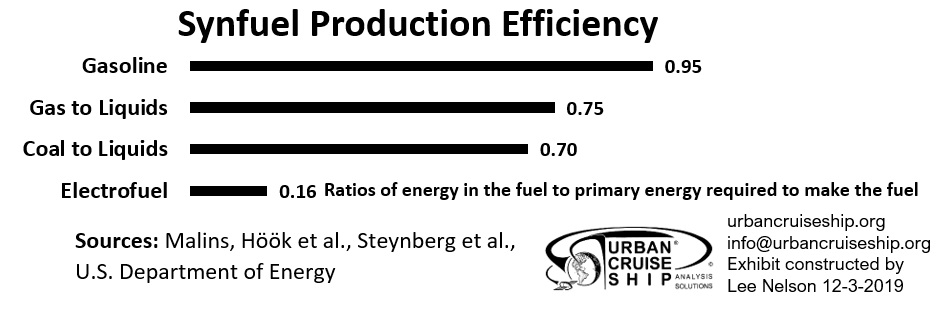 Synfuel Production Efficiency
Gasoline 0.95
Gas to Liquids 0.75
Coal to Liquids 0.70
Electrofuel 0.16 Ratios of energy in the fuel to primary energy required to make the fuel
Sources: Malins, Höök et al., Steynberg et al.,
U.S. Department of Energy
URBAN®
CRUISE
SHIP
ANALYSIS
SOLUTIONS
©
urbancruiseship.org
info@urbancruiseship.org
Exhibit constructed by
Lee Nelson 12-3-2019